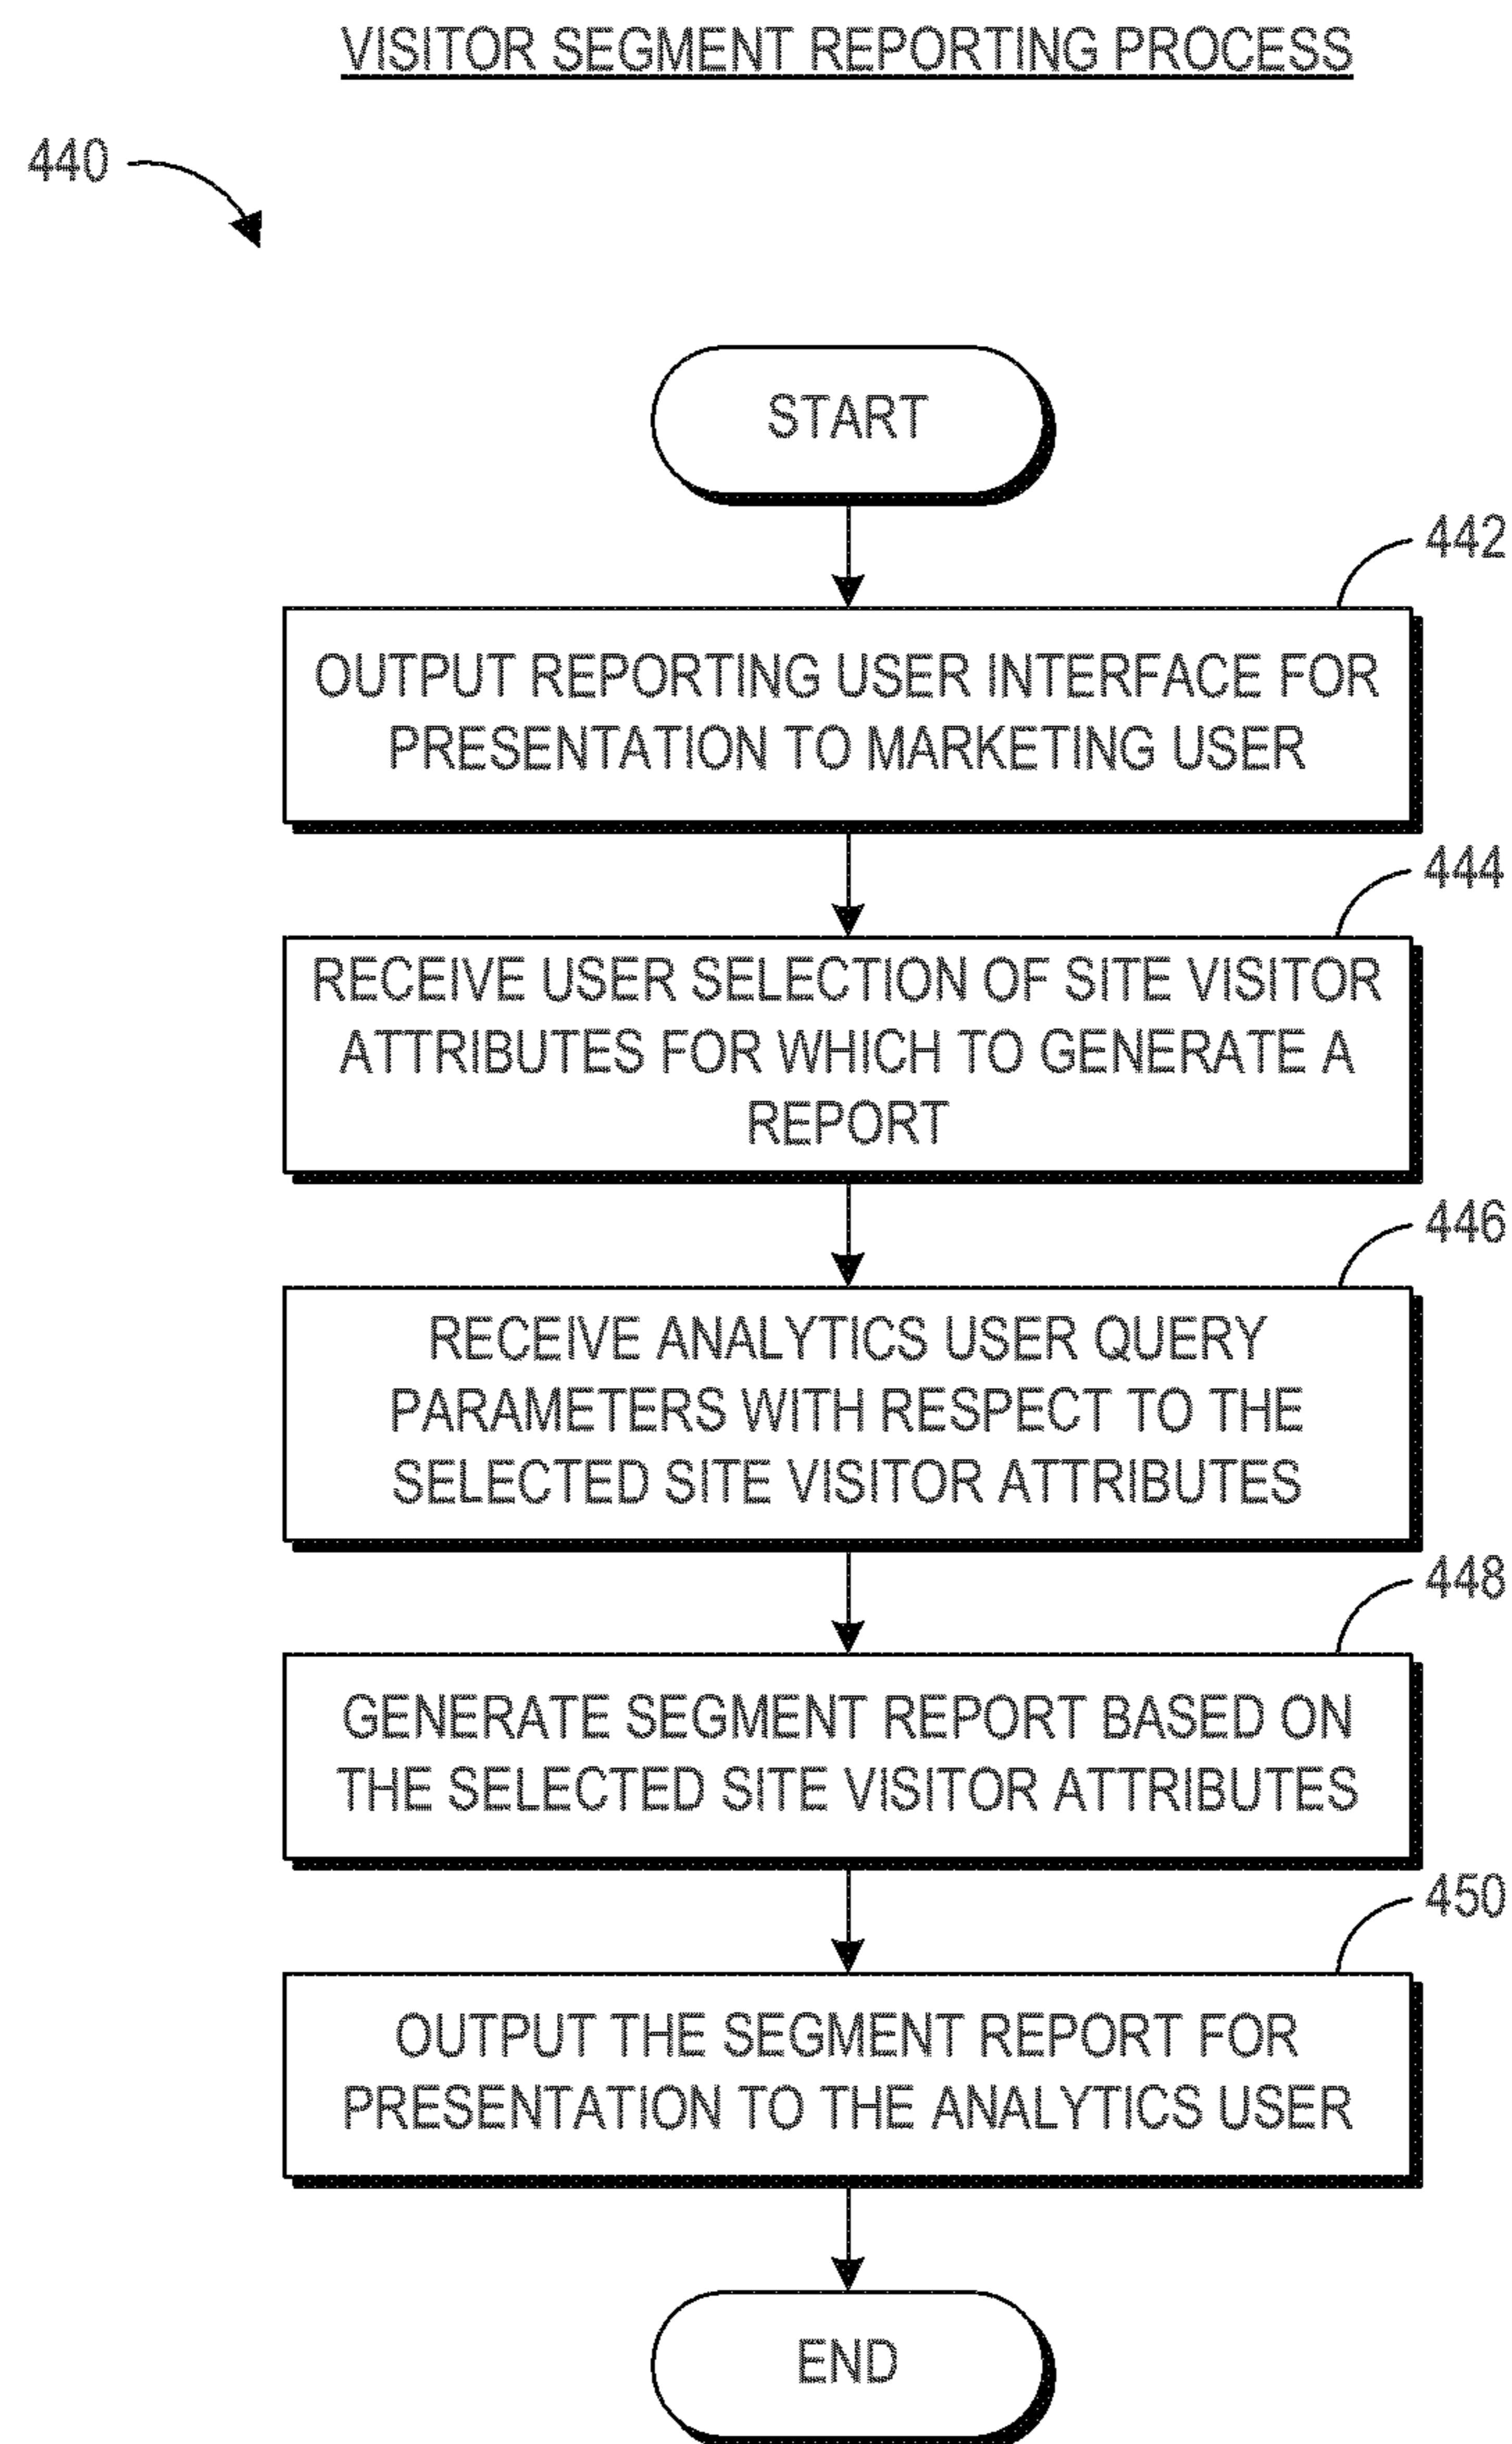 VISITOR SEGMENT REPORTING PROCESS
440
START
442
OUTPUT REPORTING USER INTERFACE FOR
PRESENTATION TO MARKETING USER
444
RECEIVE USER SELECTION OF SITE VISITOR
ATTRIBUTES FOR WHICH TO GENERATE A
REPORT
446
RECEIVE ANALYTICS USER QUERY
PARAMETERS WITH RESPECT TO THE
SELECTED SITE VISITOR ATTRIBUTES
448
GENERATE SEGMENT REPORT BASED ON
THE SELECTED SITE VISITOR ATTRIBUTES
450
OUTPUT THE SEGMENT REPORT FOR
PRESENTATION TO THE ANALYTICS USER
END